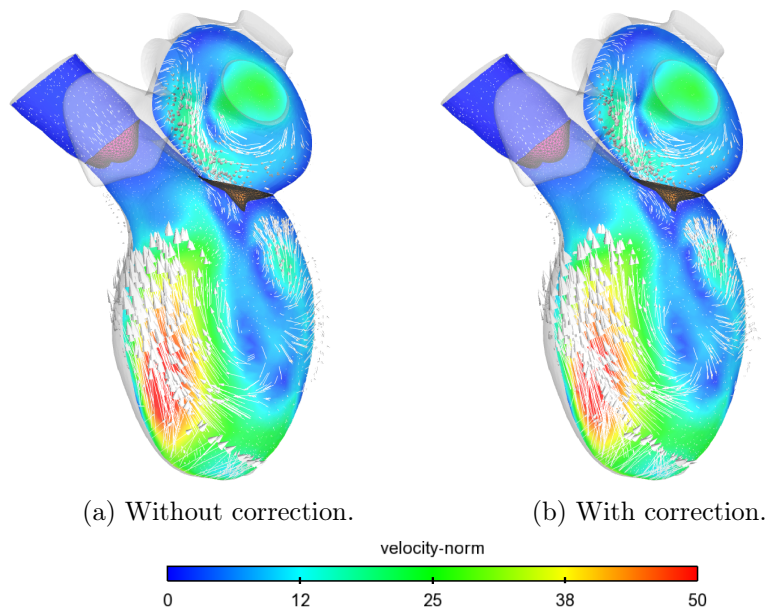 (a) Without correction.
(b) With correction.
velocity-norm
0 12 25 38 50